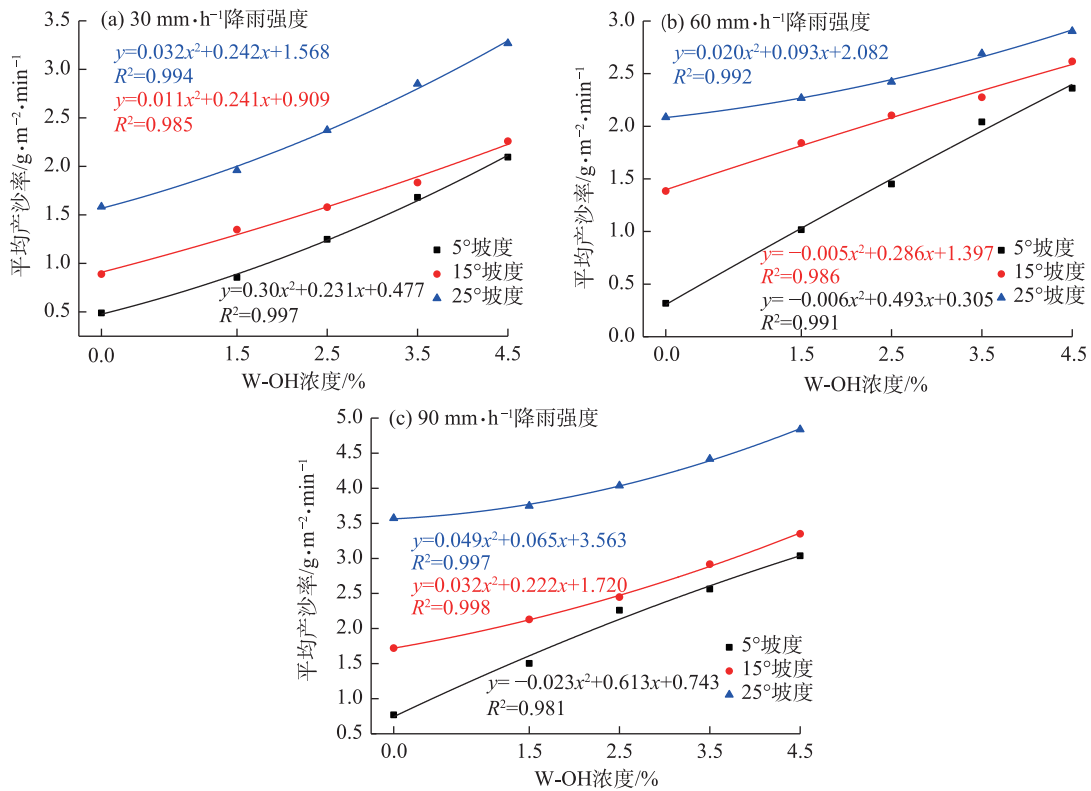 (a) 30 mm·h⁻¹降雨强度
y=0.032x²+0.242x+1.568
R²=0.994
y=0.011x²+0.241x+0.909
R²=0.985
y=0.30x²+0.231x+0.477
R²=0.997
5°坡度
15°坡度
25°坡度
平均产沙率/g·m⁻²·min⁻¹
3.5
3.0
2.5
2.0
1.5
1.0
0.5
0.0 1.5 2.5 3.5 4.5
W-OH浓度/%
(b) 60 mm·h⁻¹降雨强度
y=0.020x²+0.093x+2.082
R²=0.992
y= −0.005x²+0.286x+1.397
R²=0.986
y= −0.006x²+0.493x+0.305
R²=0.991
5°坡度
15°坡度
25°坡度
平均产沙率/g·m⁻²·min⁻¹
3.0
2.5
2.0
1.5
1.0
0.5
0.0
0.0 1.5 2.5 3.5 4.5
W-OH浓度/%
(c) 90 mm·h⁻¹降雨强度
y=0.049x²+0.065x+3.563
R²=0.997
y=0.032x²+0.222x+1.720
R²=0.998
y= −0.023x²+0.613x+0.743
R²=0.981
5°坡度
15°坡度
25°坡度
平均产沙率/g·m⁻²·min⁻¹
5.0
4.5
4.0
3.5
3.0
2.5
2.0
1.5
1.0
0.5
0.0 1.5 2.5 3.5 4.5
W-OH浓度/%